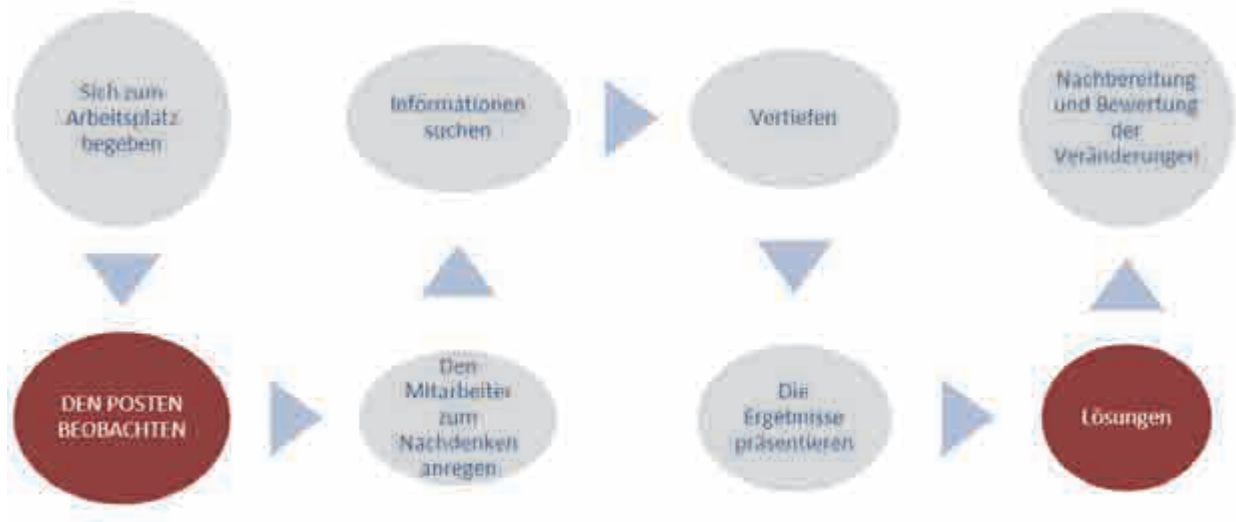 Sich zum
Arbeitsplatz
begeben
DEN POSTEN
BEOBACHTEN
Den
Mitarbeiter
zum
Nachdenken
anregen
Informationen
suchen
Vertiefen
Die
Ergebnisse
präsentieren
Lösungen
Nachbereitung
und Bewertung
der
Veränderungen